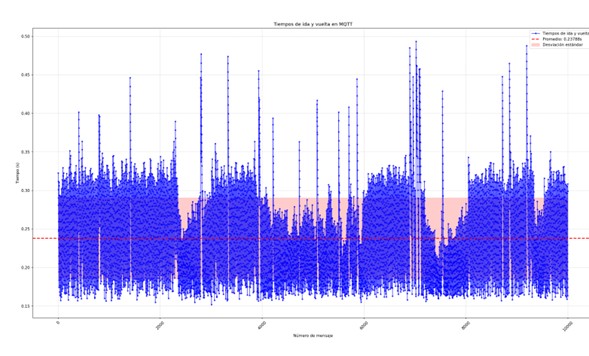 Tiempos de ida y vuelta en MQTT
Tiempos de ida y vuelta
Promedio: 0.23788s
Desviación estándar
Tiempo (s)
0.50
0.45
0.40
0.35
0.30
0.25
0.20
0.15
0
2000
4000
6000
8000
10000
Número de mensaje